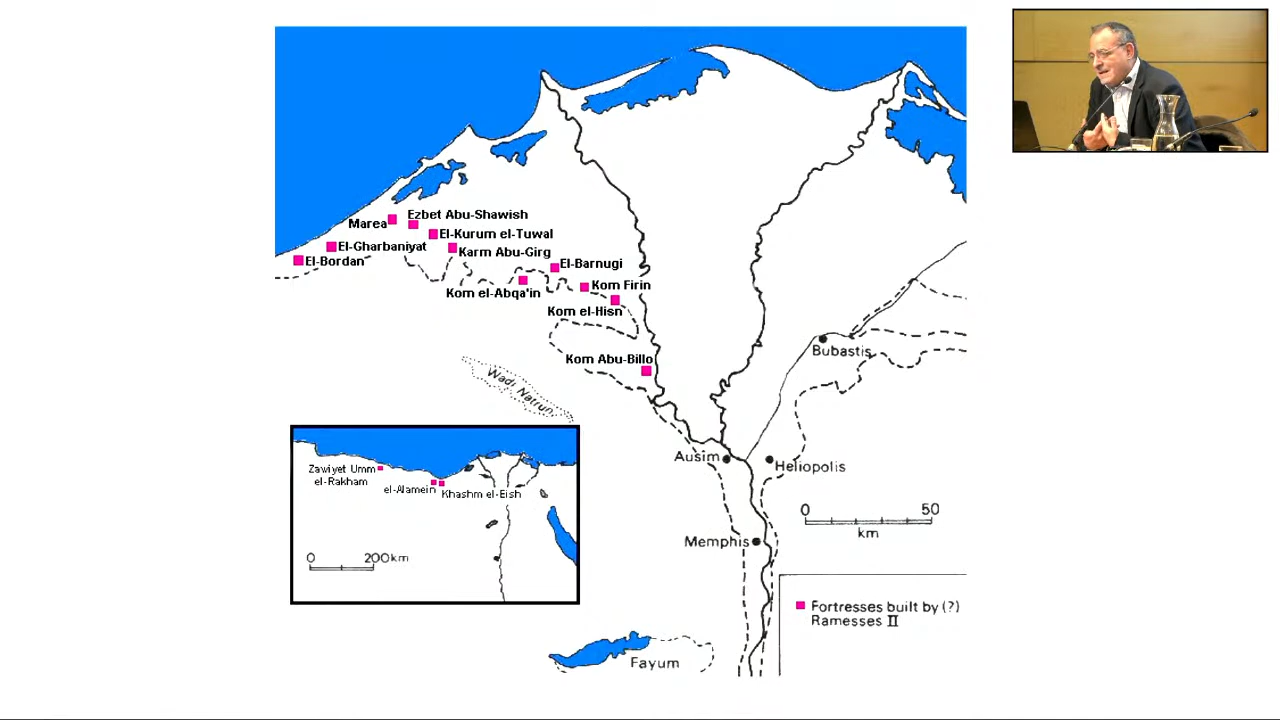 Ezbet Abu-Shawish
Marea
El-Kurum el-Tuwal
El-Gharbaniyat
Karm Abu-Girg
El-Bordan
El-Barnugi
Kom el-Abqa'in
Kom Firin
Kom el-Hisn
Bubastis
Kom Abu-Billo
Wadi Natrun
Ausim
Heliopolis
Zawiyet Umm
el-Rakham
el-Alamein
Khashm el-Eish
0 50
km
Memphis
0 200km
Fortresses built by (?)
Ramesses II
Fayum